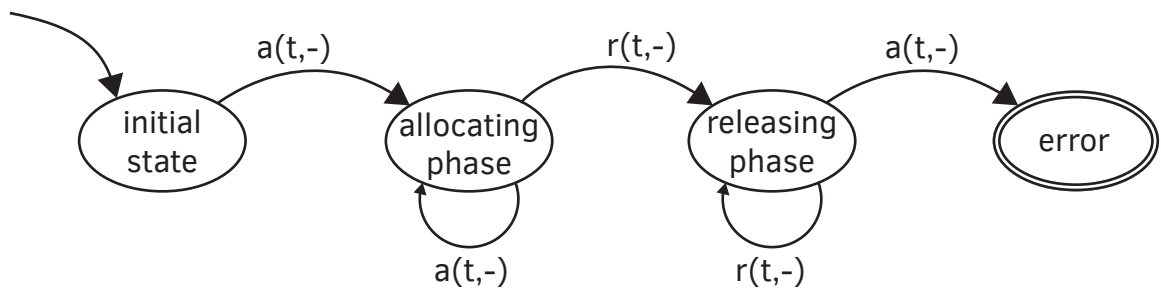 a(t,-)
r(t,-)
a(t,-)
initial
state
allocating
phase
releasing
phase
error
a(t,-)
r(t,-)